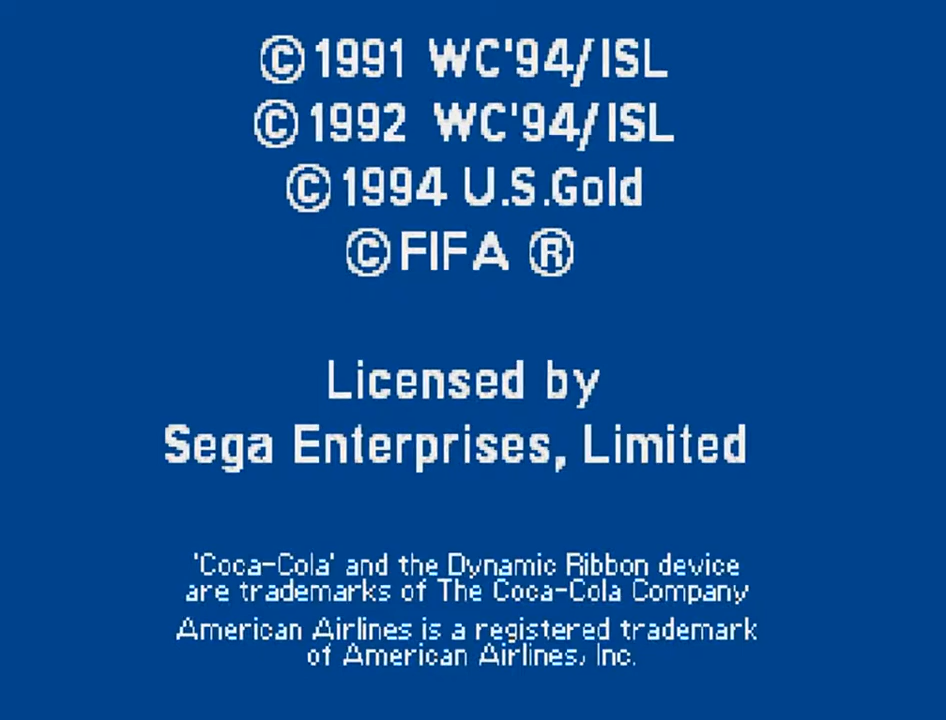 ©1991 WC'94/ISL
©1992 WC'94/ISL
©1994 U.S.Gold
©FIFA ®
Licensed by
Sega Enterprises, Limited
'Coca-Cola' and the Dynamic Ribbon device
are trademarks of The Coca-Cola Company
American Airlines is a registered trademark
of American Airlines, Inc.